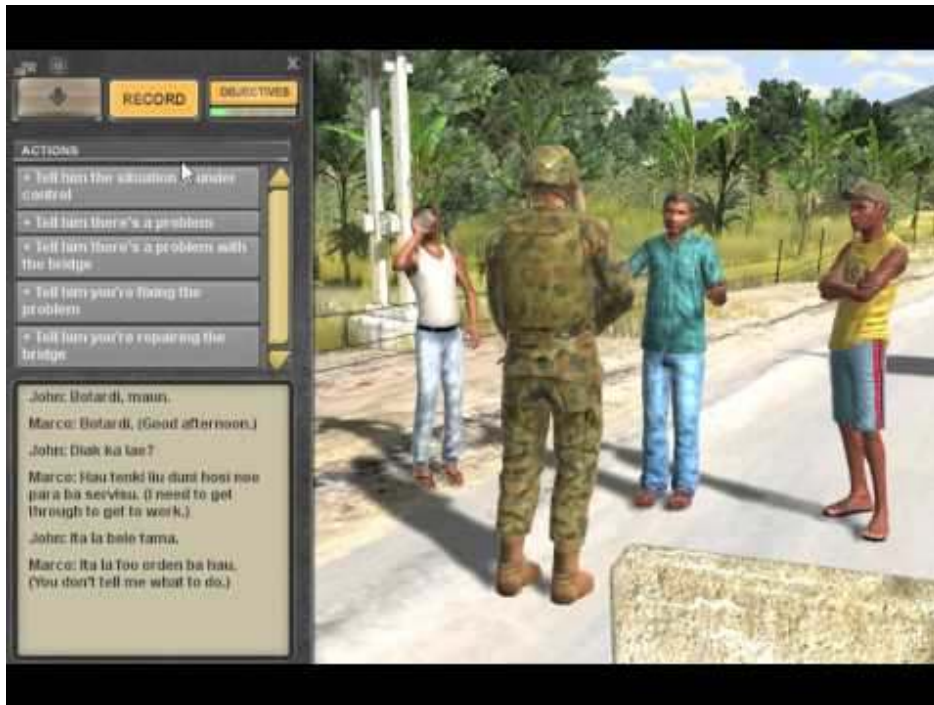 RECORD
OBJECTIVES
ACTIONS
+ Tell him the situation is under
control
+ Tell him there's a problem
+ Tell him there's a problem with
the bridge
+ Tell him you're fixing the
problem
+ Tell him you're repairing the
bridge
John: Botardi, maun.
Marco: Botardi. (Good afternoon.)
John: Diak ka lae?
Marco: Hau tenki liu duni hosi nee
para ba servisu. (I need to get
through to get to work.)
John: Ita la bele tama.
Marco: Ita la foo orden ba hau.
(You don't tell me what to do.)